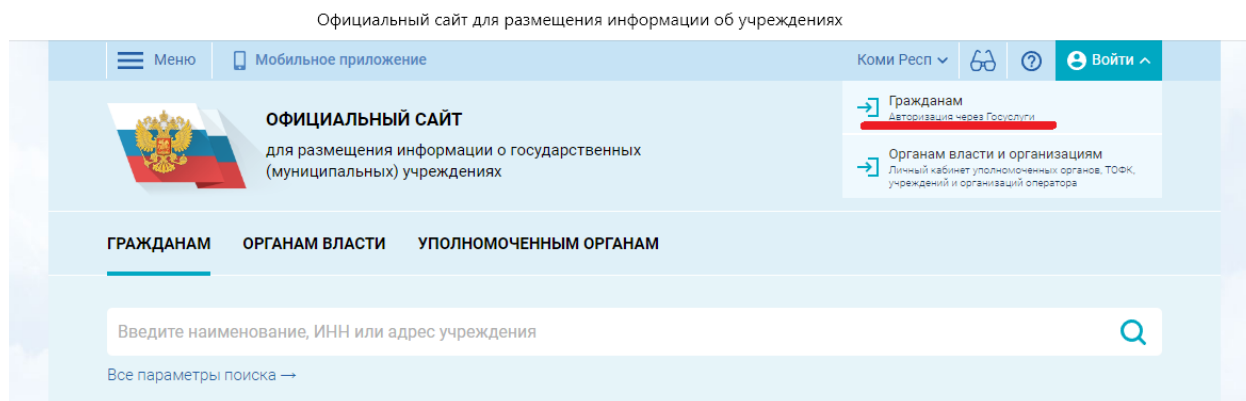 Официальный сайт для размещения информации об учреждениях
Меню
Мобильное приложение
Коми Респ
Войти
Гражданам
Авторизация через Госуслуги
ОФИЦИАЛЬНЫЙ САЙТ
для размещения информации о государственных
(муниципальных) учреждениях
Органам власти и организациям
Личный кабинет уполномоченных органов, ТОФК,
учреждений и организаций оператора
ГРАЖДАНАМ
ОРГАНАМ ВЛАСТИ
УПОЛНОМОЧЕННЫМ ОРГАНАМ
Введите наименование, ИНН или адрес учреждения
Все параметры поиска →